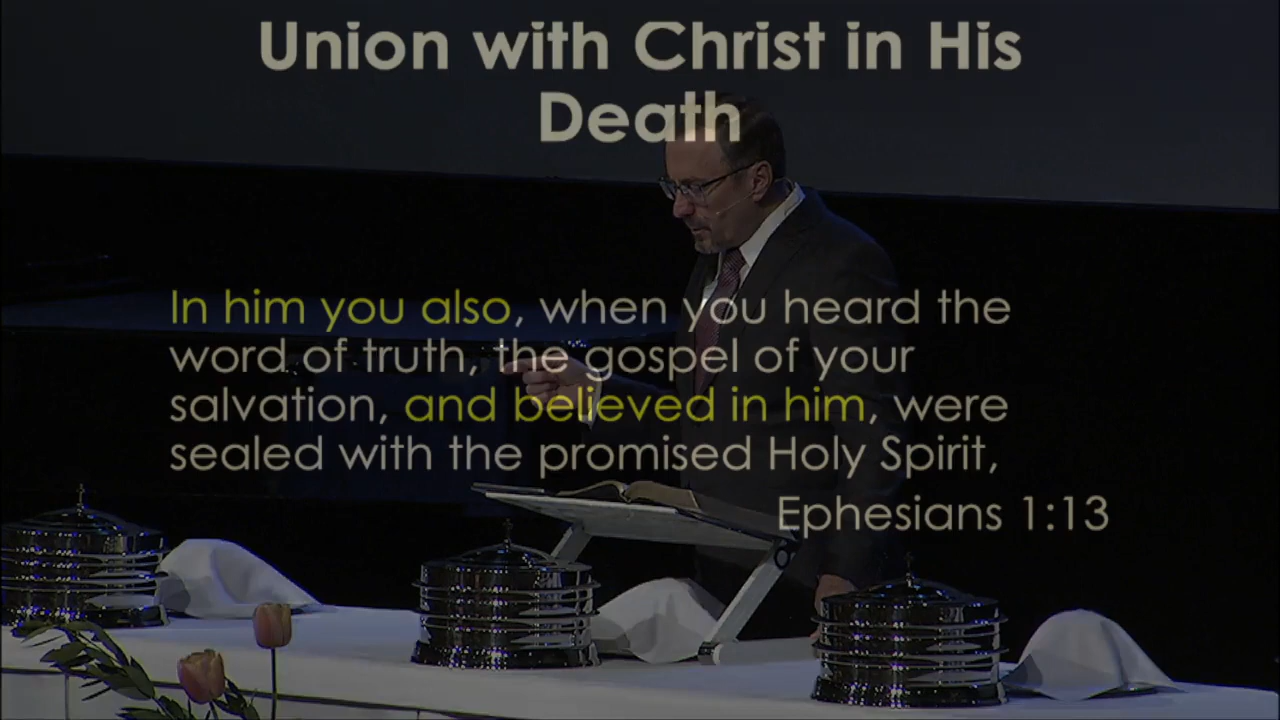 Union with Christ in His
Death
In him you also, when you heard the
word of truth, the gospel of your
salvation, and believed in him, were
sealed with the promised Holy Spirit,
Ephesians 1:13